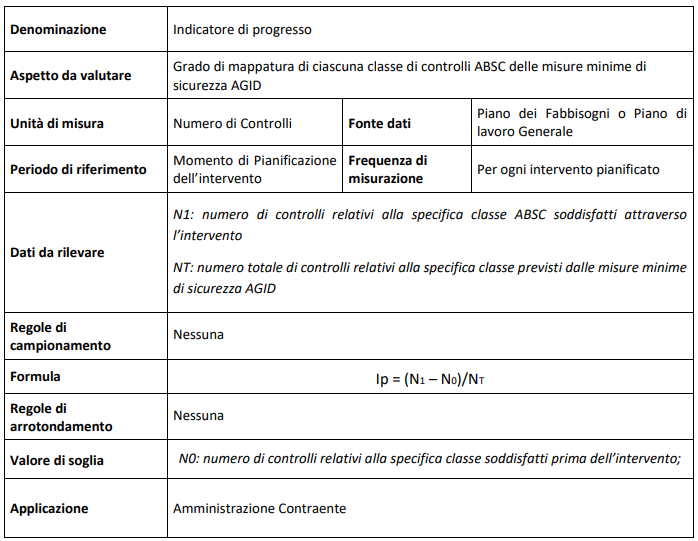 Denominazione
Indicatore di progresso
Aspetto da valutare
Grado di mappatura di ciascuna classe di controlli ABSC delle misure minime di
sicurezza AGID
Unità di misura
Numero di Controlli
Fonte dati
Piano dei Fabbisogni o Piano di
lavoro Generale
Periodo di riferimento
Momento di Pianificazione
dell'intervento
Frequenza di
misurazione
Per ogni intervento pianificato
Dati da rilevare
N1: numero di controlli relativi alla specifica classe ABSC soddisfatti attraverso
l'intervento
NT: numero totale di controlli relativi alla specifica classe previsti dalle misure minime
di sicurezza AGID
Regole di
campionamento
Nessuna
Formula
Ip = (N1 – N0)/NT
Regole di
arrotondamento
Nessuna
Valore di soglia
N0: numero di controlli relativi alla specifica classe soddisfatti prima dell'intervento;
Applicazione
Amministrazione Contraente